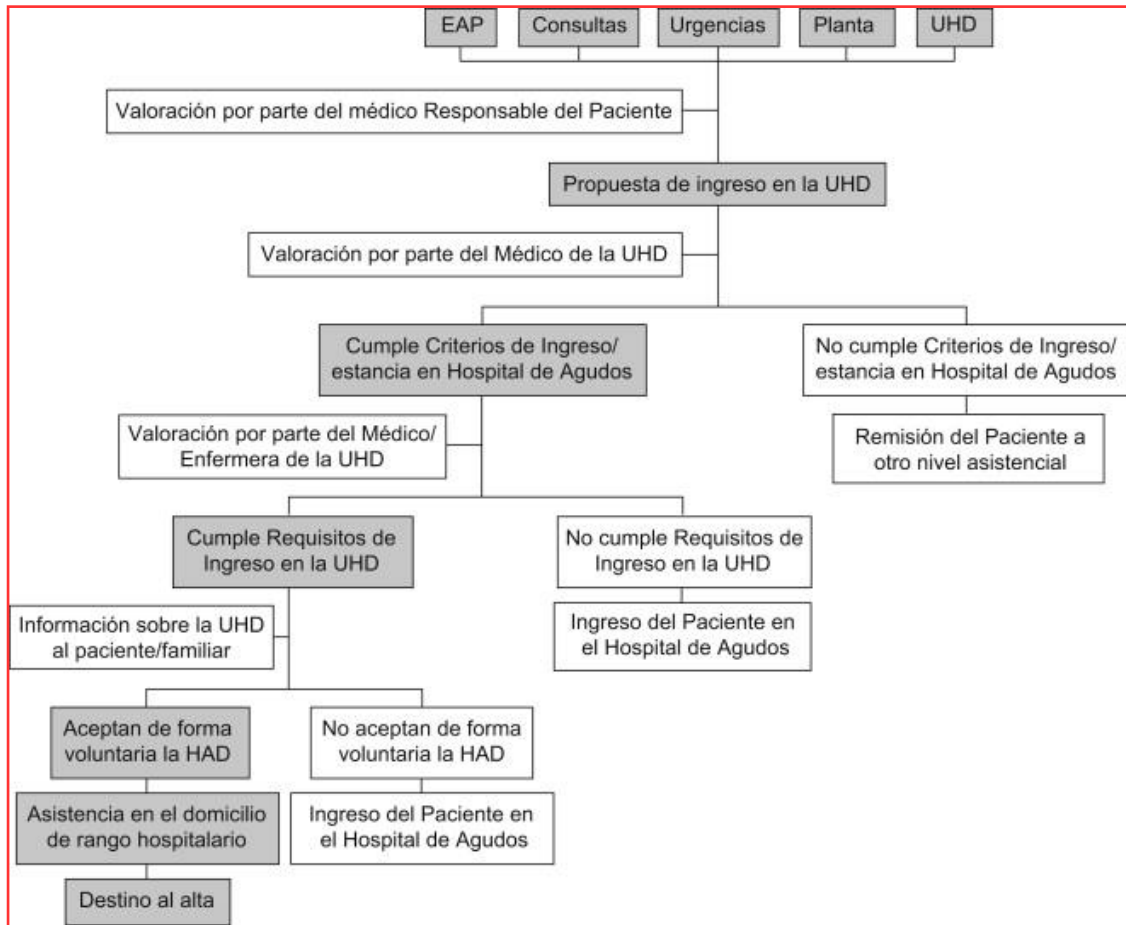 EAP
Consultas
Urgencias
Planta
UHD
Valoración por parte del médico Responsable del Paciente
Propuesta de ingreso en la UHD
Valoración por parte del Médico de la UHD
Cumple Criterios de Ingreso/
estancia en Hospital de Agudos
No cumple Criterios de Ingreso/
estancia en Hospital de Agudos
Valoración por parte del Médico/
Enfermera de la UHD
Remisión del Paciente a
otro nivel asistencial
Cumple Requisitos de
Ingreso en la UHD
No cumple Requisitos de
Ingreso en la UHD
Información sobre la UHD
al paciente/familiar
Ingreso del Paciente en
el Hospital de Agudos
Aceptan de forma
voluntaria la HAD
No aceptan de forma
voluntaria la HAD
Asistencia en el domicilio
de rango hospitalario
Ingreso del Paciente en
el Hospital de Agudos
Destino al alta